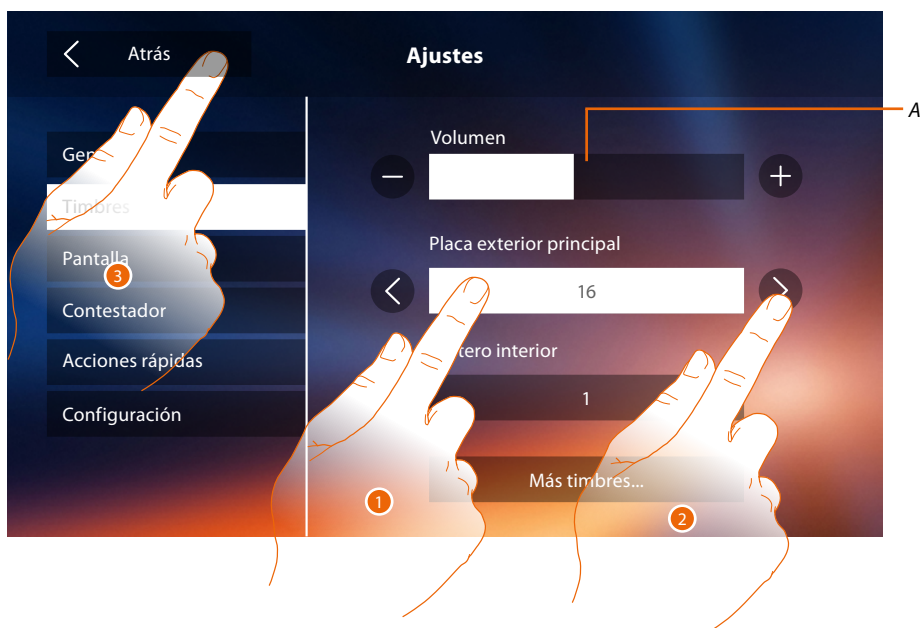 Atrás
Ajustes
A
Volumen
Timbres
Placa exterior principal
Pantalla
3
16
Contestador
interior
Acciones rápidas
1
Configuración
Más timbres...
1
2